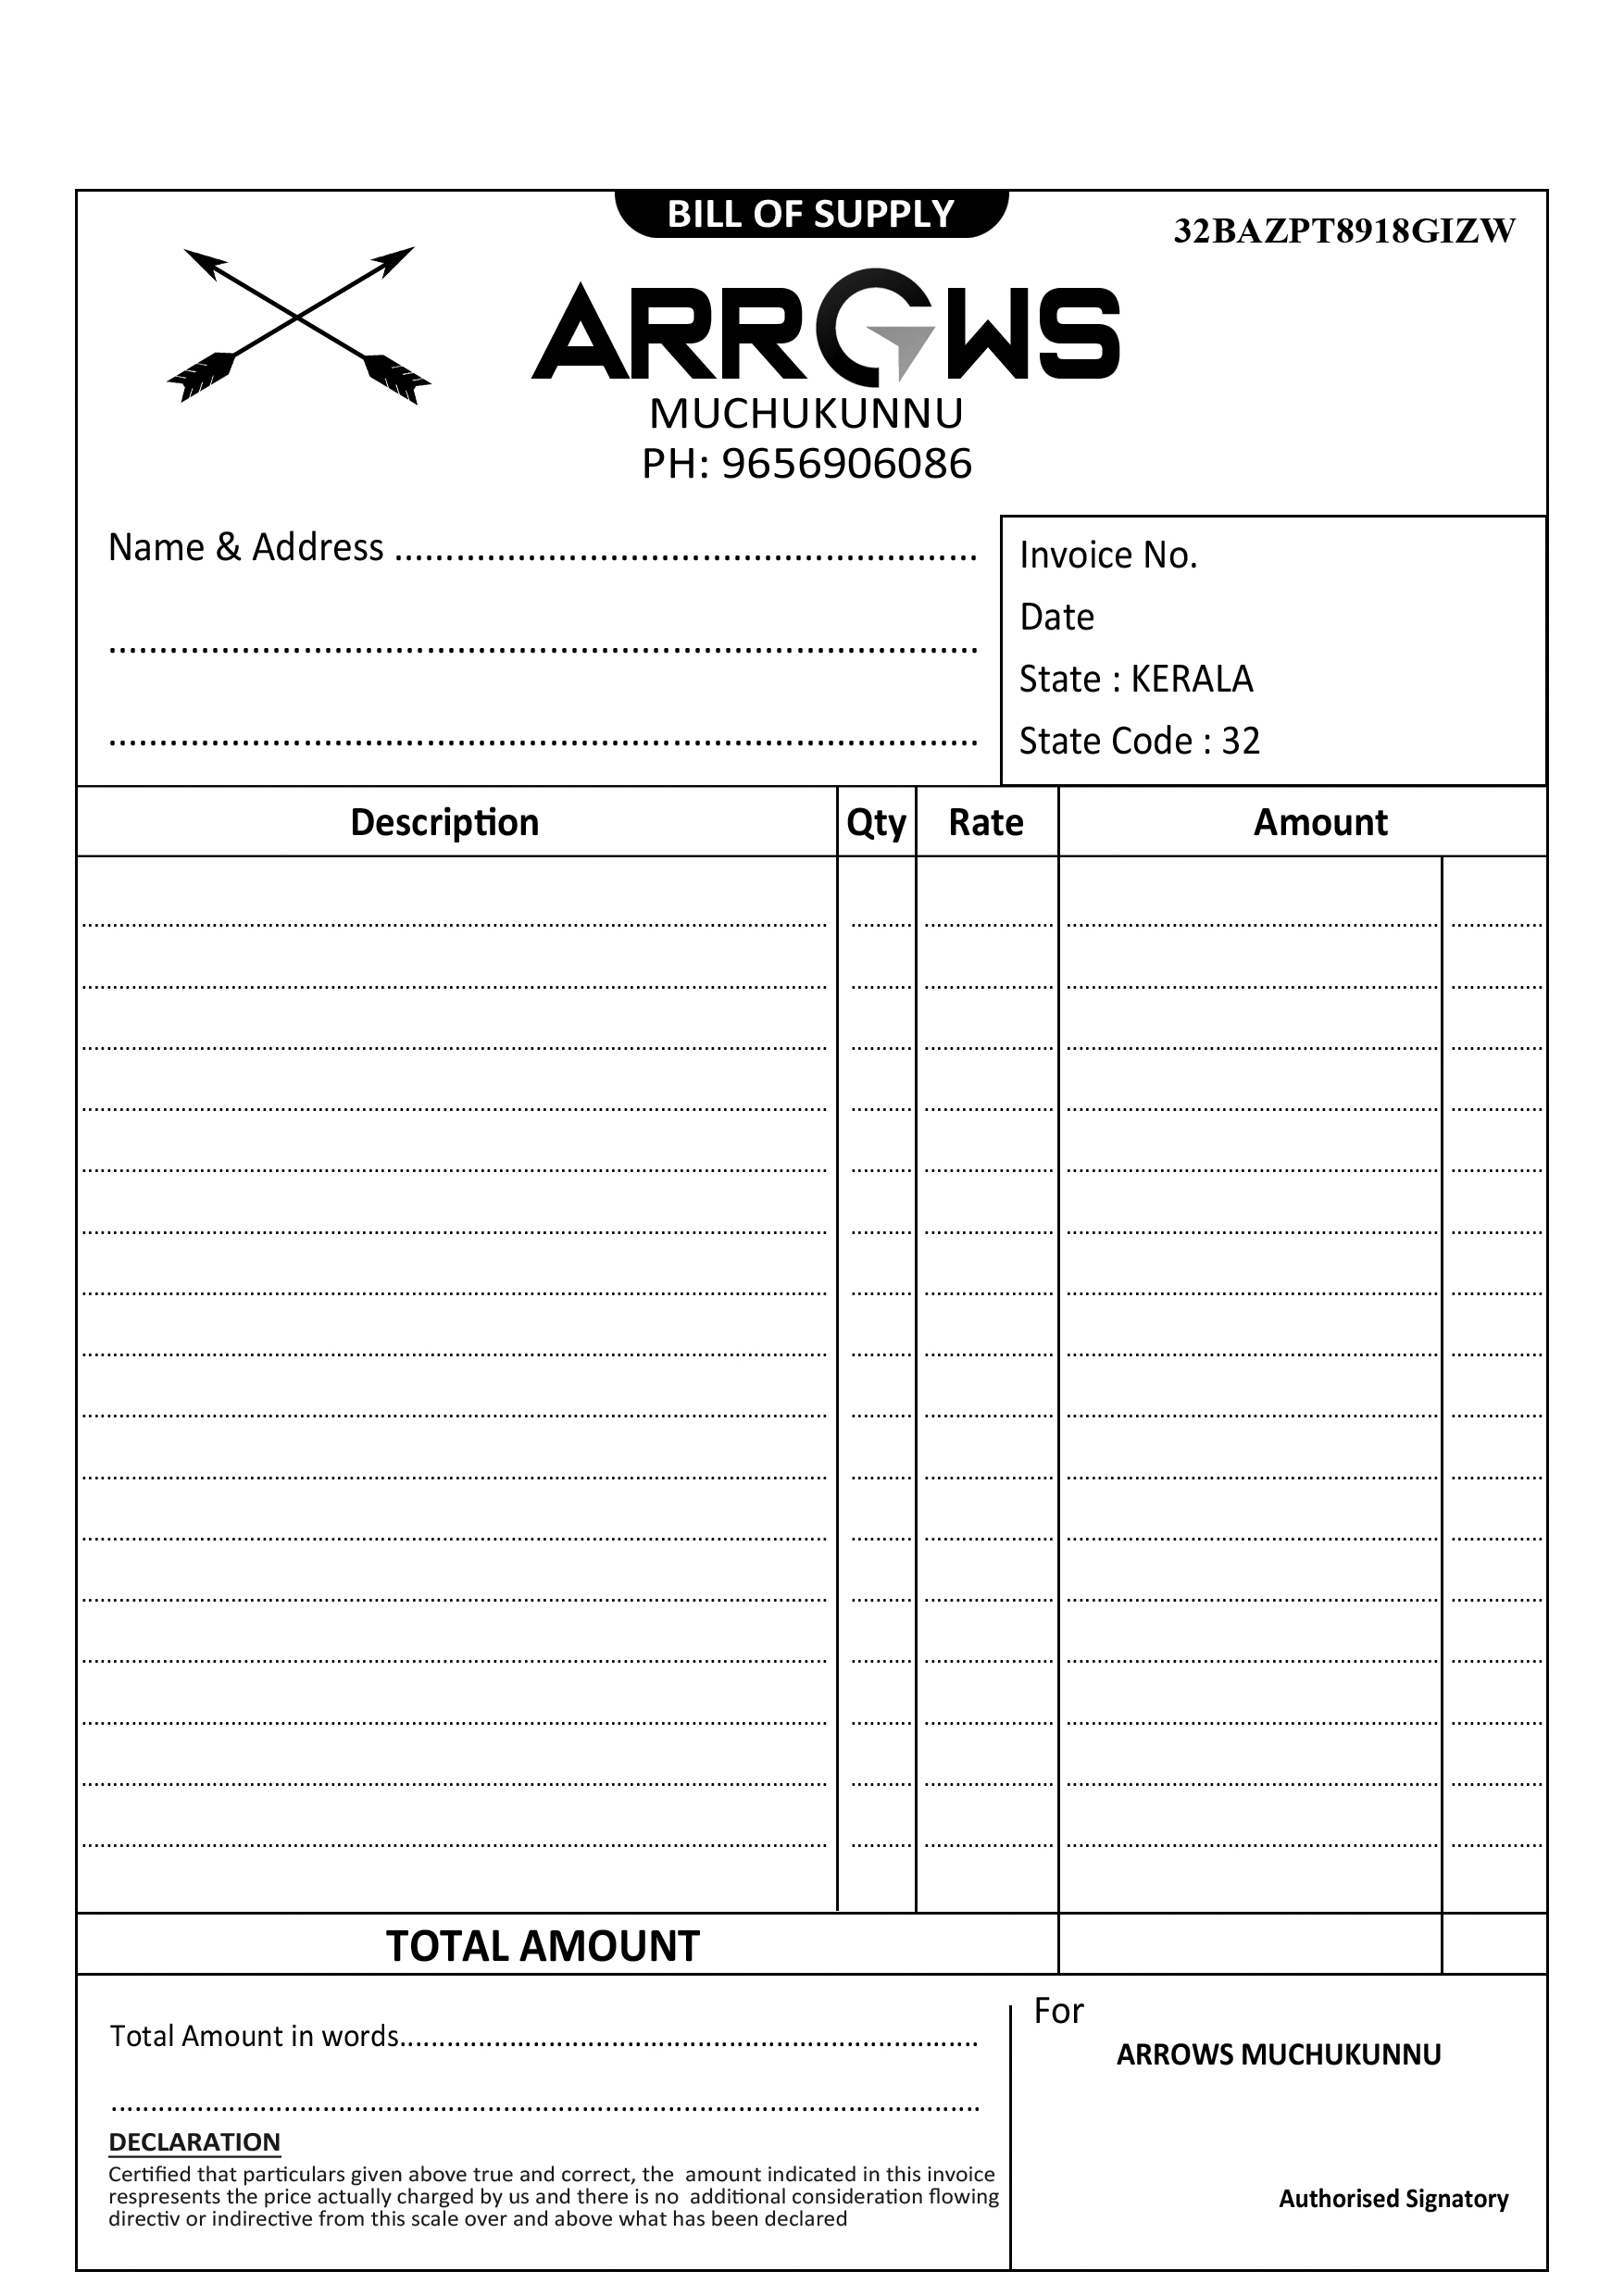 BILL OF SUPPLY
32BAZPT8918GIZW
ARROWS
MUCHUKUNNU
PH: 9656906086
Name & Address ............................................................
Invoice No.
Date
State : KERALA
State Code : 32
Description Qty Rate Amount
TOTAL AMOUNT
Total Amount in words............................................................
For
ARROWS MUCHUKUNNU
DECLARATION
Certified that particulars given above true and correct, the  amount indicated in this invoice
respresents the price actually charged by us and there is no  additional consideration flowing
directiv or indirective from this scale over and above what has been declared
Authorised Signatory